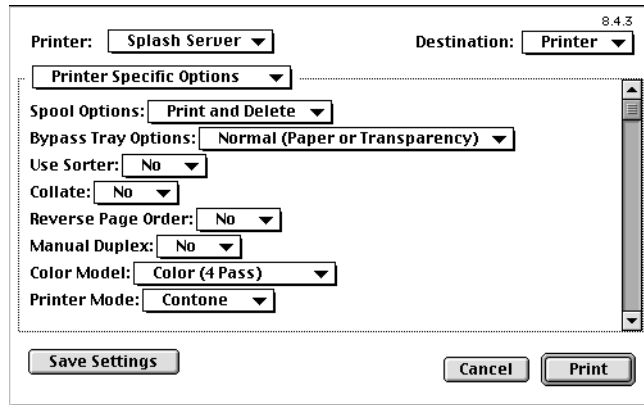 8.4.3
Printer: Splash Server Destination: Printer
Printer Specific Options
Spool Options: Print and Delete
Bypass Tray Options: Normal (Paper or Transparency)
Use Sorter: No
Collate: No
Reverse Page Order: No
Manual Duplex: No
Color Model: Color (4 Pass)
Printer Mode: Contone
Save Settings Cancel Print